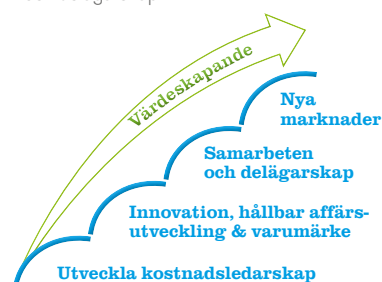 Värdeskapande
Nya
marknader
Samarbeten
och delägarskap
Innovation, hållbar affärs-
utveckling & varumärke
Utveckla kostnadsledarskap